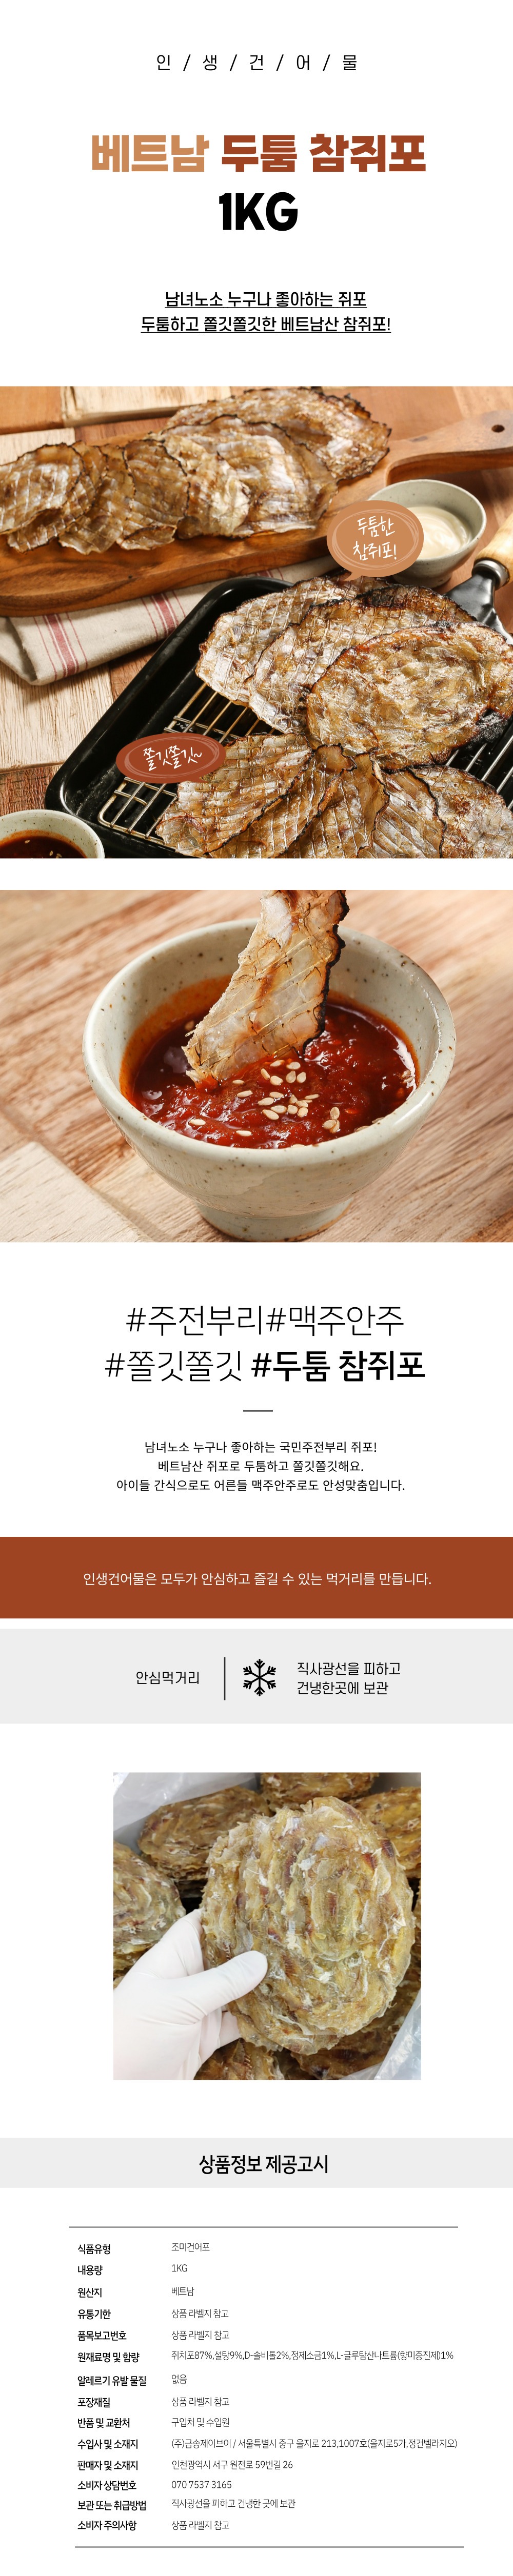 인 / 생 / 건 / 어 / 물
베트남 두툼 참쥐포
1KG
남녀노소 누구나 좋아하는 쥐포
두툼하고 쫄깃쫄깃한 베트남산 참쥐포!
두툼한
참쥐포!
쫄깃쫄깃~
#주전부리#맥주안주
#쫄깃쫄깃 #두툼 참쥐포
남녀노소 누구나 좋아하는 국민주전부리 쥐포!
베트남산 쥐포로 두툼하고 쫄깃쫄깃해요.
아이들 간식으로도 어른들 맥주안주로도 안성맞춤입니다.
인생건어물은 모두가 안심하고 즐길 수 있는 먹거리를 만듭니다.
안심먹거리
직사광선을 피하고
건냉한곳에 보관
상품정보 제공고시
식품유형 조미건어포
내용량 1KG
원산지 베트남
유통기한 상품 라벨지 참고
품목보고번호 상품 라벨지 참고
원재료명 및 함량 쥐치포87%,설탕9%,D-솔비톨2%,정제소금1%,L-글루탐산나트륨(향미증진제)1%
알레르기 유발 물질 없음
포장재질 상품 라벨지 참고
반품 및 교환처 구입처 및 수입원
수입사 및 소재지 (주)금송제이브이 / 서울특별시 중구 을지로 213,1007호(을지로5가,정건벨라지오)
판매자 및 소재지 인천광역시 서구 원전로 59번길 26
소비자 상담번호 070 7537 3165
보관 또는 취급방법 직사광선을 피하고 건냉한 곳에 보관
소비자 주의사항 상품 라벨지 참고